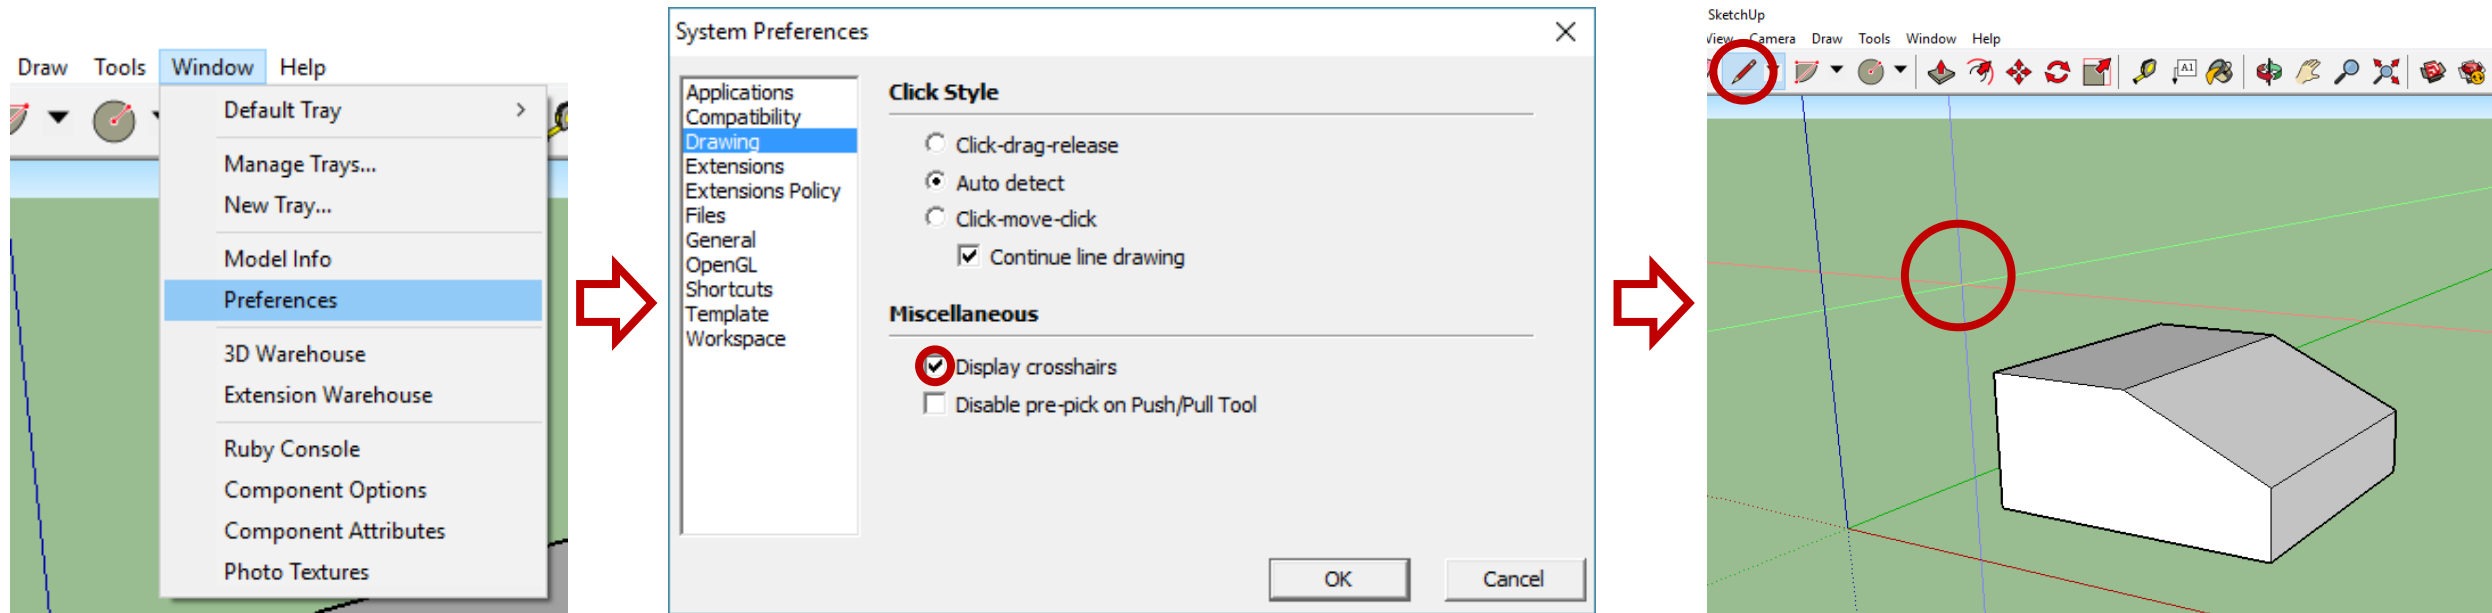 Draw Tools Window Help
Default Tray
Manage Trays...
New Tray...
Model Info
Preferences
3D Warehouse
Extension Warehouse
Ruby Console
Component Options
Component Attributes
Photo Textures
System Preferences
Applications
Compatibility
Drawing
Extensions
Extensions Policy
Files
General
OpenGL
Shortcuts
Template
Workspace
Click Style
Click-drag-release
Auto detect
Click-move-click
Continue line drawing
Miscellaneous
Display crosshairs
Disable pre-pick on Push/Pull Tool
OK Cancel
SketchUp
View Camera Draw Tools Window Help
A1